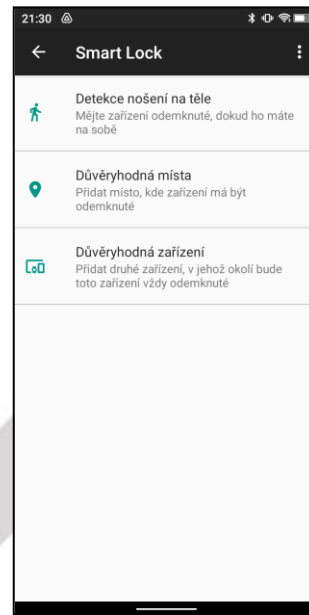 21:30
Smart Lock
Detekce nošení na těle
Mějte zařízení odemknuté, dokud ho máte
na sobě
Důvěryhodná místa
Přidat místo, kde zařízení má být
odemknuté
Důvěryhodná zařízení
Přidat druhé zařízení, v jehož okolí bude
toto zařízení vždy odemknuté